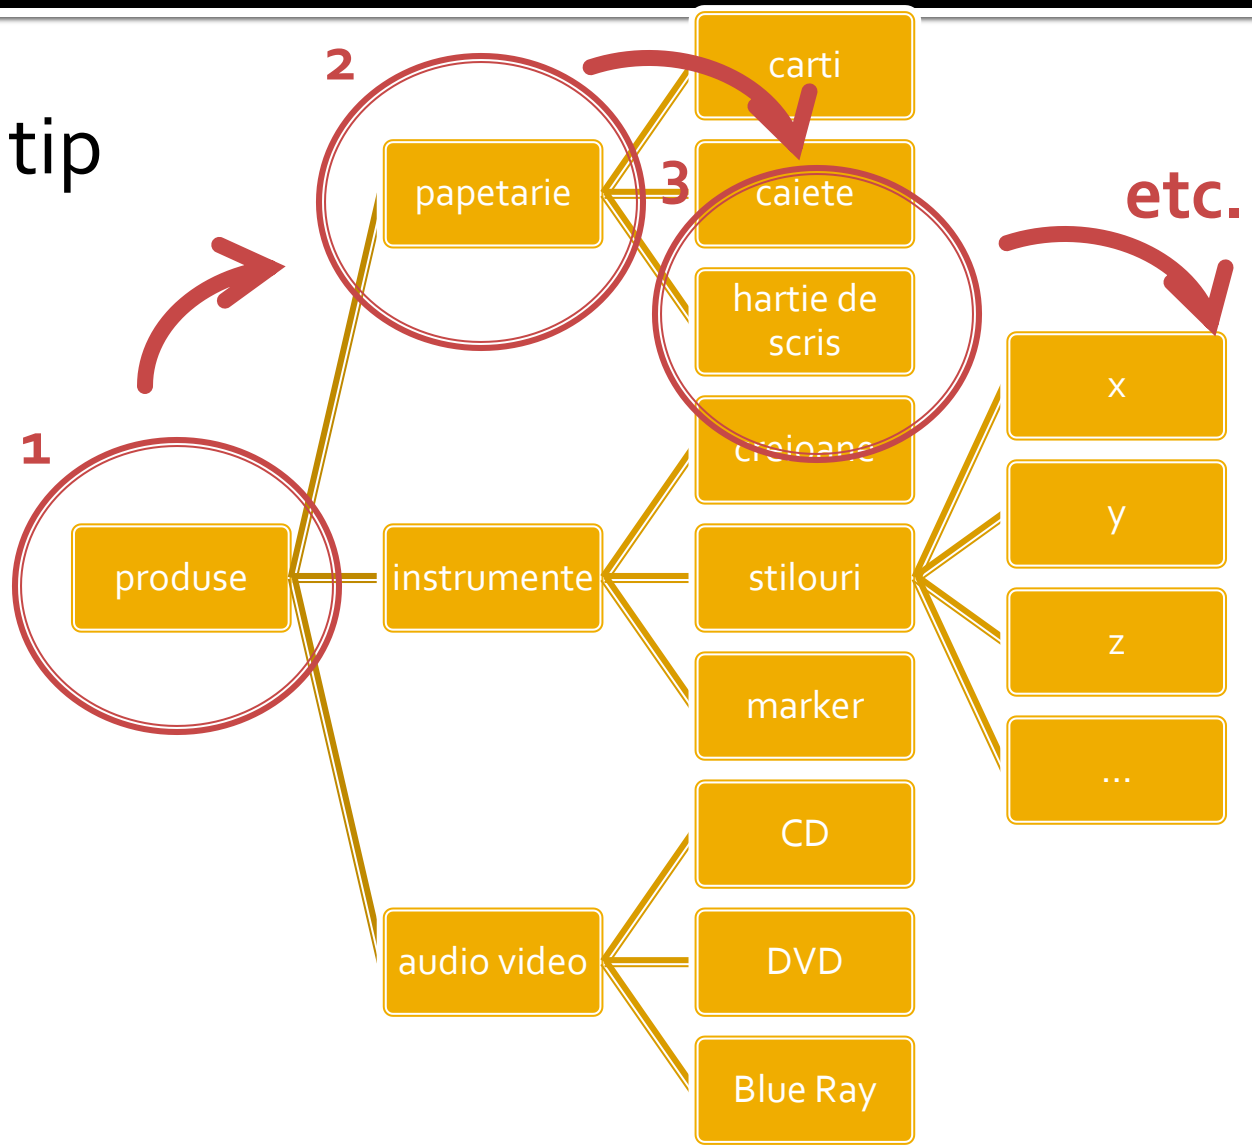 tip
1
2
3
etc.
produse
papetarie
instrumente
audio video
carti
caiete
hartie de
scris
creioane
stilouri
marker
CD
DVD
Blue Ray
x
y
z
...